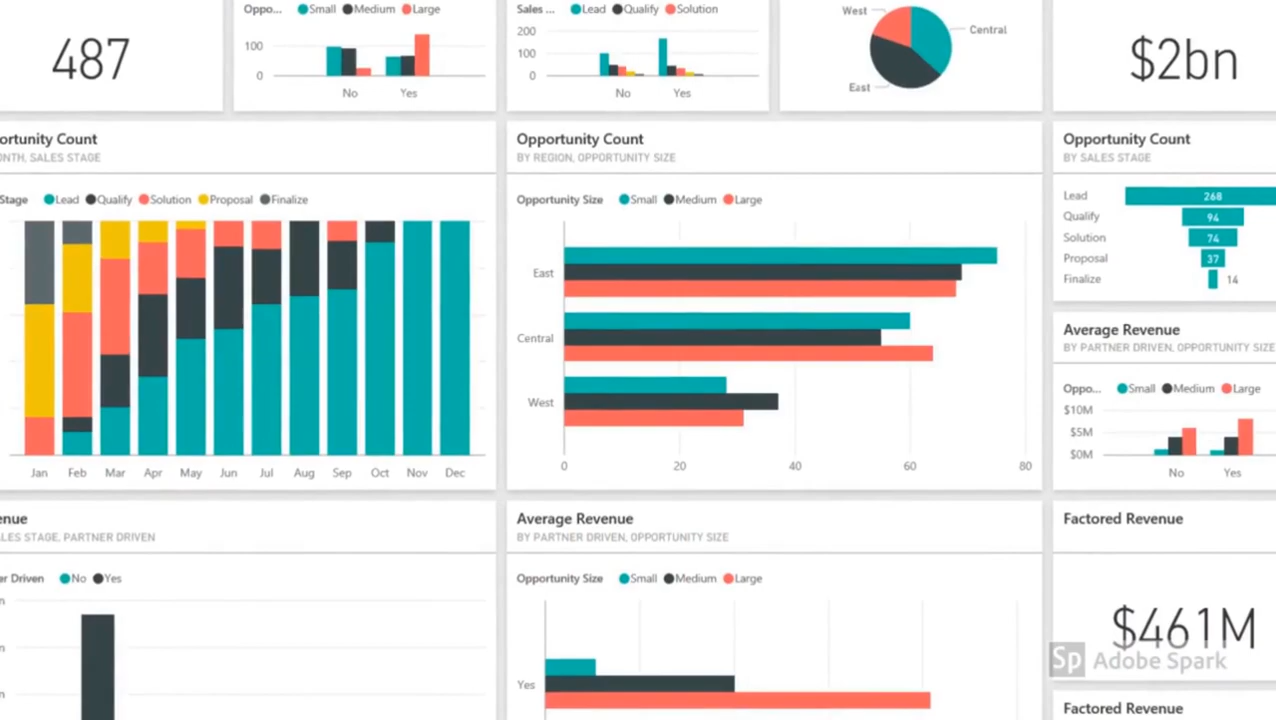 487
Oppo... Small Medium Large
100
0
No Yes
Sales ... Lead Qualify Solution
200
100
0
No Yes
West
Central
East
$2bn
ortunity Count
ONTH, SALES STAGE
Stage Lead Qualify Solution Proposal Finalize
Jan Feb Mar Apr May Jun Jul Aug Sep Oct Nov Dec
Opportunity Count
BY REGION, OPPORTUNITY SIZE
Opportunity Size Small Medium Large
East
Central
West
0 20 40 60 80
Opportunity Count
BY SALES STAGE
Lead 268
Qualify 94
Solution 74
Proposal 37
Finalize 14
Average Revenue
BY PARTNER DRIVEN, OPPORTUNITY SIZE
Oppo... Small Medium Large
$10M
$5M
$0M
No Yes
enue
LES STAGE, PARTNER DRIVEN
er Driven No Yes
n
n
n
Average Revenue
BY PARTNER DRIVEN, OPPORTUNITY SIZE
Opportunity Size Small Medium Large
Yes
Factored Revenue
$461M
Sp Adobe Spark
Factored Revenue